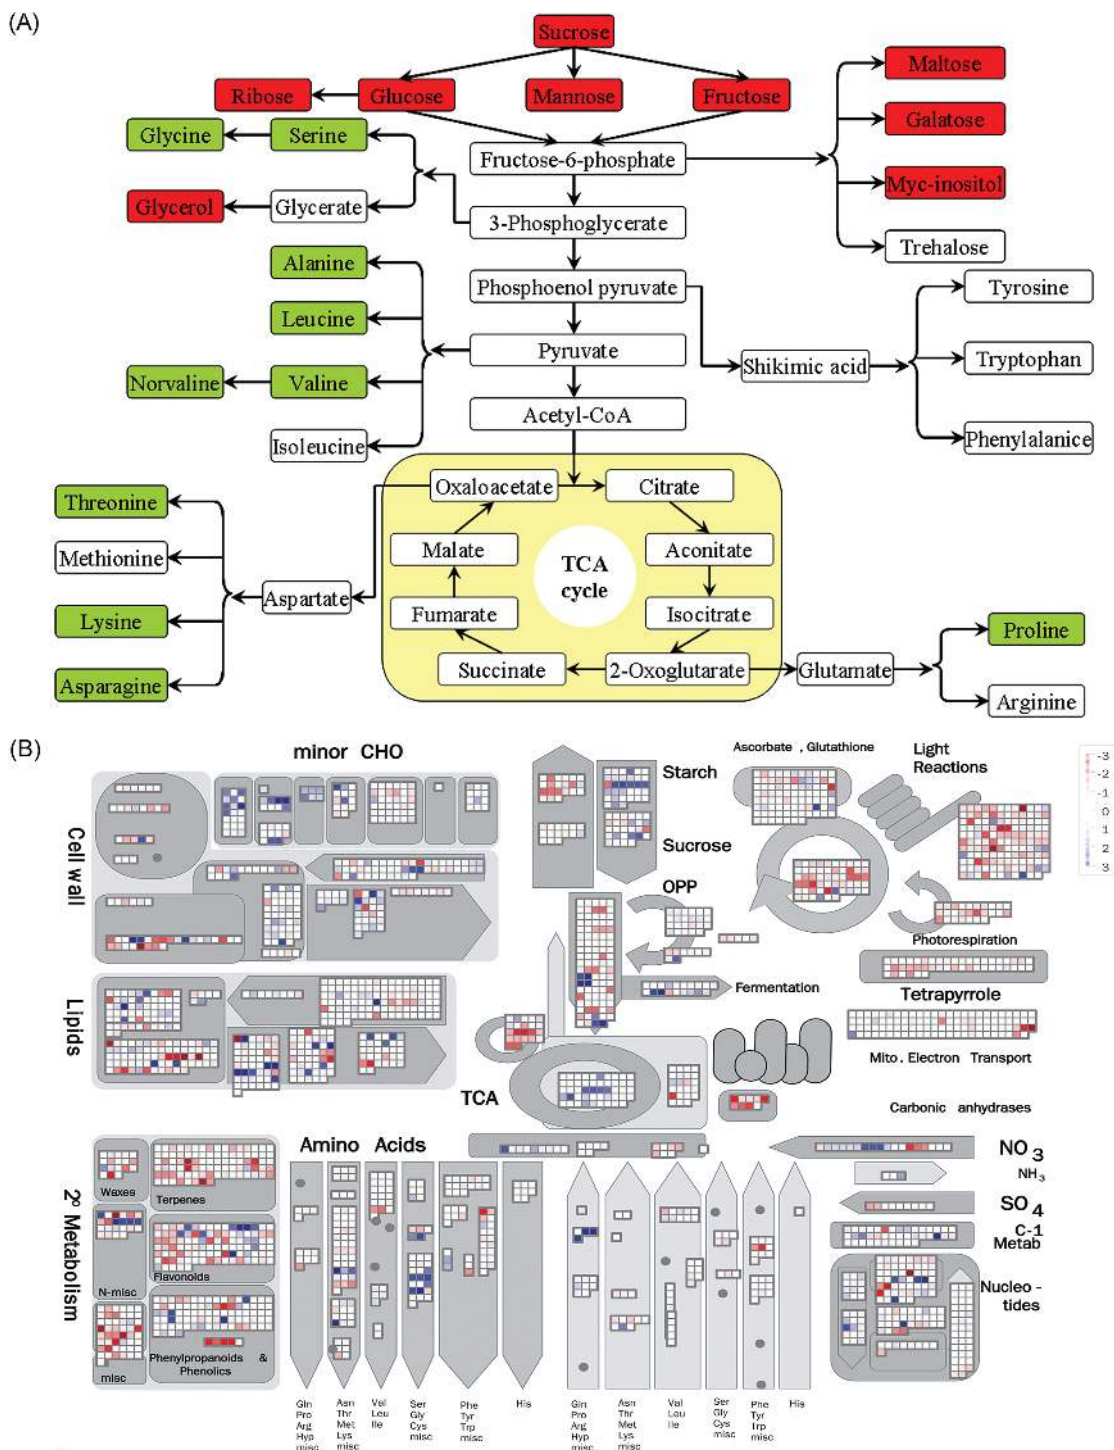 (A)
Sucrose
Ribose
Glucose
Mannose
Fructose
Maltose
Galatose
Myc-inositol
Trehalose
Glycine
Serine
Fructose-6-phosphate
Glycerol
Glycerate
3-Phosphoglycerate
Alanine
Phosphoenol pyruvate
Tyrosine
Leucine
Pyruvate
Shikimic acid
Tryptophan
Norvaline
Valine
Acetyl-CoA
Isoleucine
Phenylalanice
Threonine
Oxaloacetate
Citrate
Methionine
Malate
TCA
cycle
Aconitate
Aspartate
Fumarate
Isocitrate
Lysine
Proline
Asparagine
Succinate
2-Oxoglutarate
Glutamate
Arginine
(B)
minor CHO
Starch
Sucrose
Ascorbate , Glutathione
Light
Reactions
-3
-2
-1
0
1
2
3
Cell wall
OPP
Photorespiration
Fermentation
Tetrapyrrole
Lipids
Mito. Electron Transport
TCA
Carbonic anhydrases
Amino Acids
NO3
NH3
SO4
C-1
Metab
Nucleo-
tides
2º Metabolism
Waxes
Terpenes
N-misc
Flavonoids
misc
Phenylpropanoids &
Phenolics
Gln
Pro
Arg
Hyp
misc
Asn
Thr
Met
Lys
misc
Val
Leu
Ile
Ser
Gly
Cys
misc
Phe
Tyr
Trp
misc
His
Gln
Pro
Arg
Hyp
misc
Asn
Thr
Met
Lys
misc
Val
Leu
Ile
Ser
Gly
Cys
misc
Phe
Tyr
Trp
misc
His